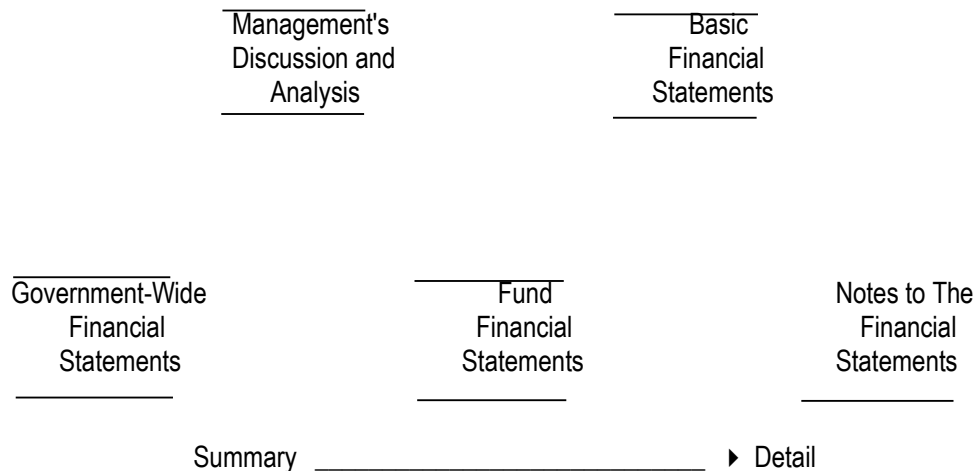 Management's
Discussion and
Analysis
Basic
Financial
Statements
Government-Wide
Financial
Statements
Fund
Financial
Statements
Notes to The
Financial
Statements
Summary ________________________________ ▶ Detail